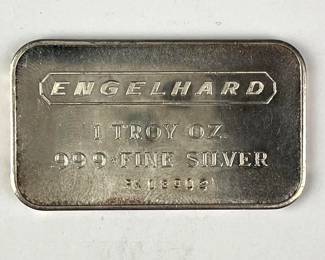 ENGELHARD
1 TROY OZ
.999+FINE SILVER